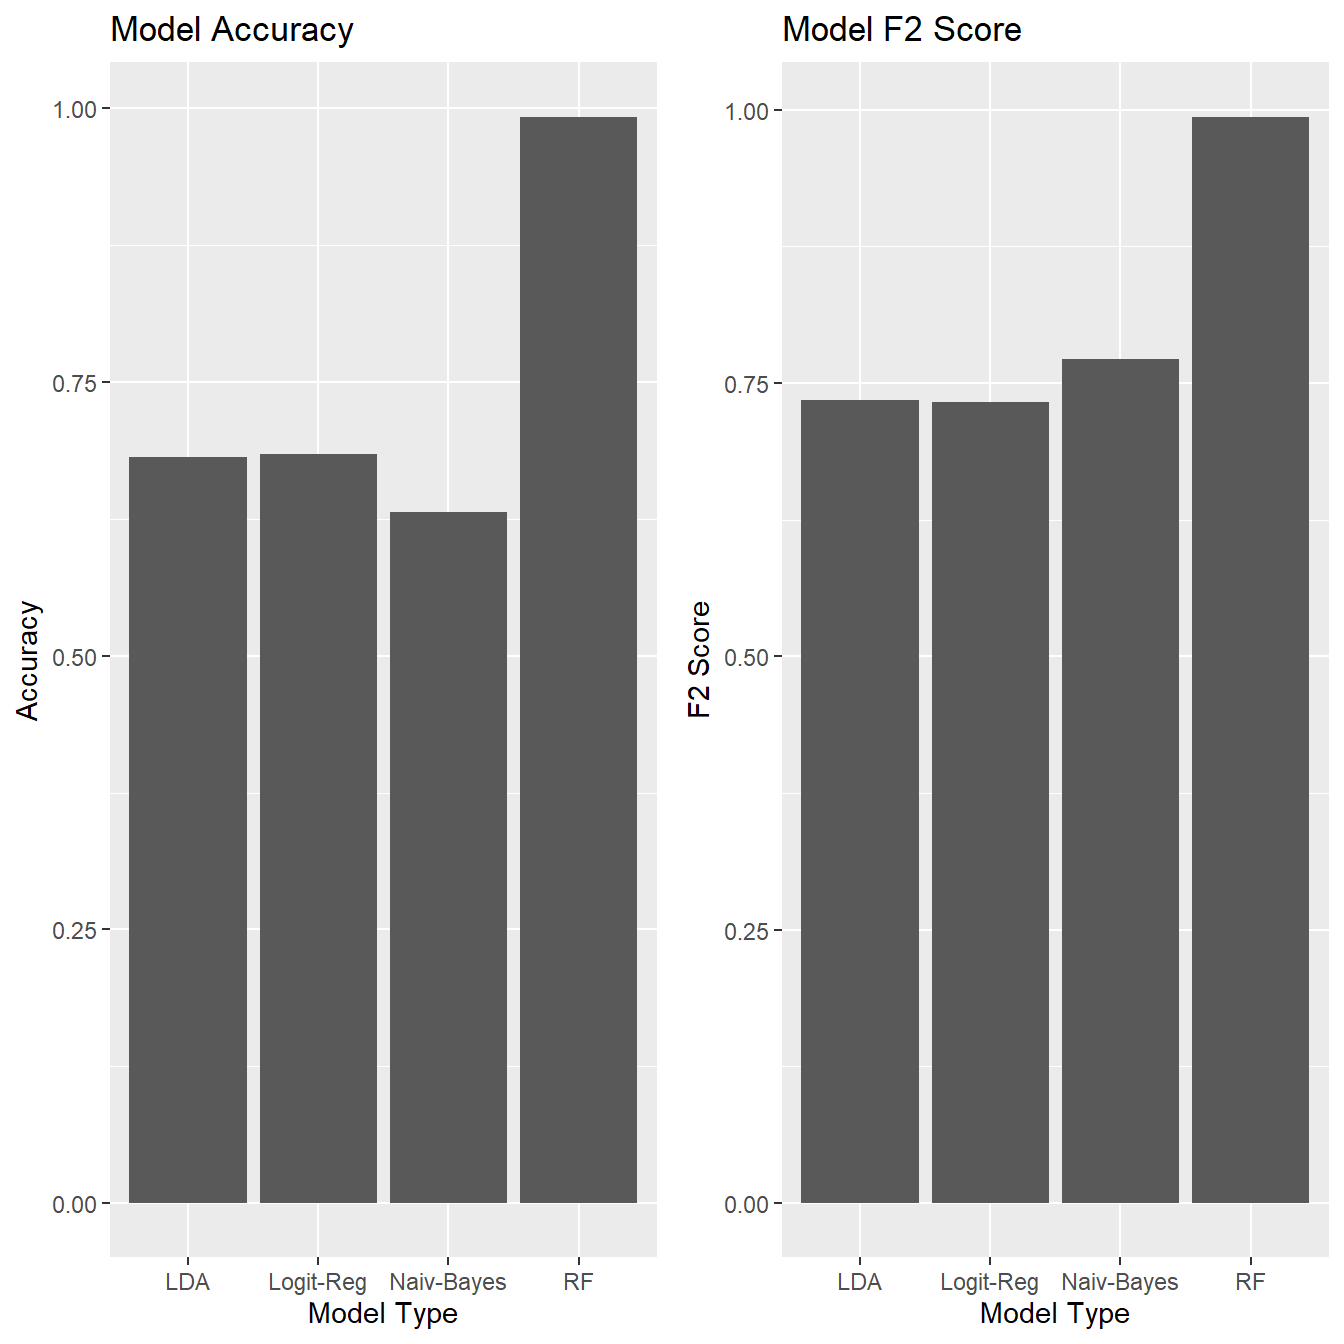 Model Accuracy
1.00
0.75
0.50
0.25
0.00
Accuracy
LDA Logit-Reg Naiv-Bayes RF
Model Type
Model F2 Score
1.00
0.75
0.50
0.25
0.00
F2 Score
LDA Logit-Reg Naiv-Bayes RF
Model Type